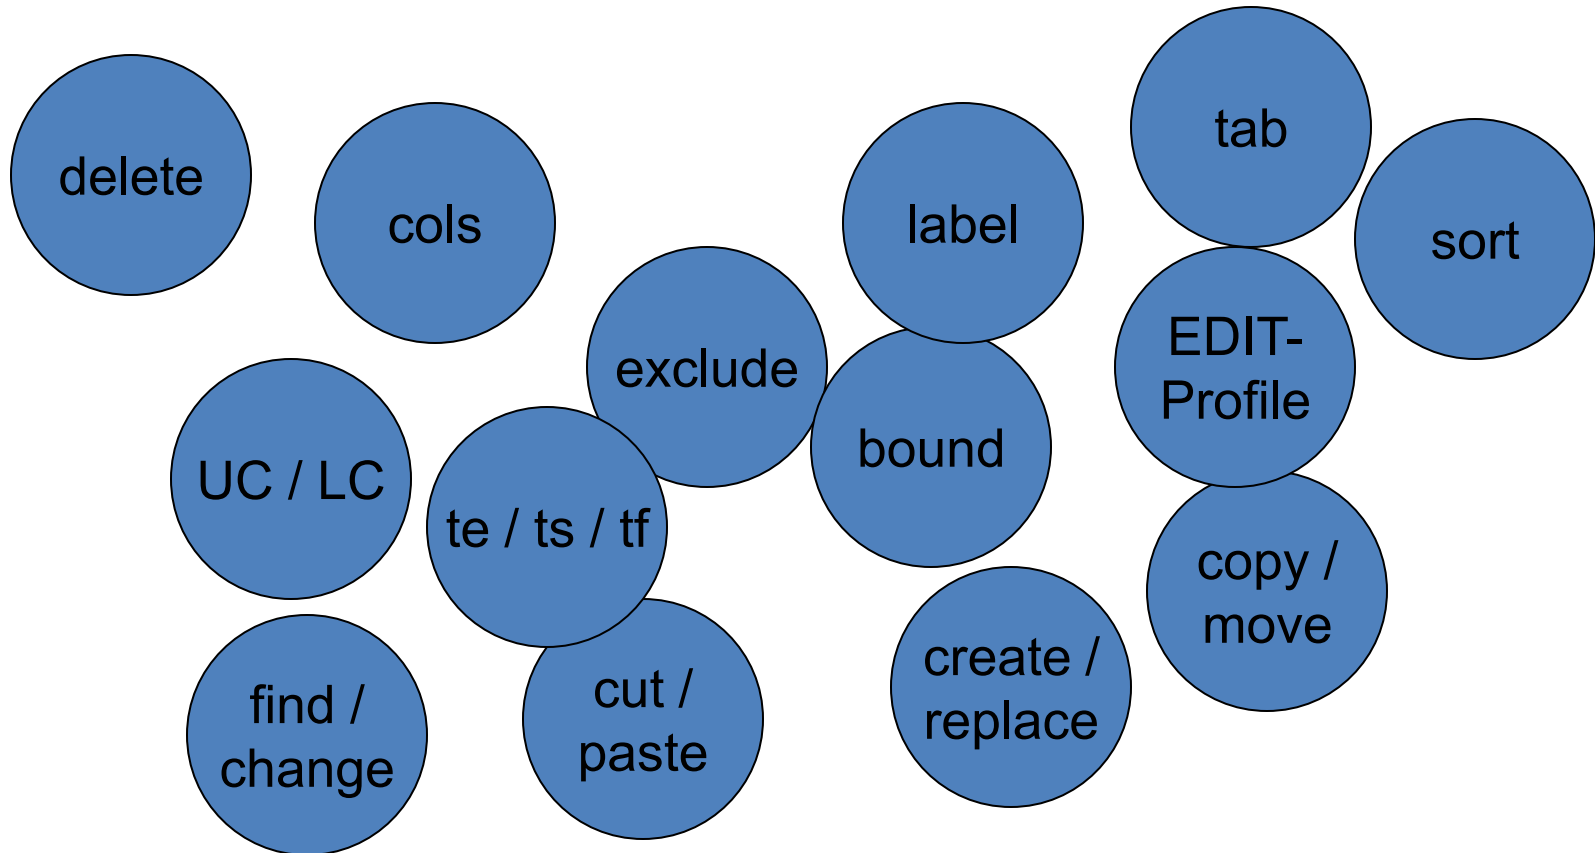 delete
cols
label
tab
sort
exclude
bound
EDIT-
Profile
UC / LC
te / ts / tf
copy /
move
find /
change
cut /
paste
create /
replace